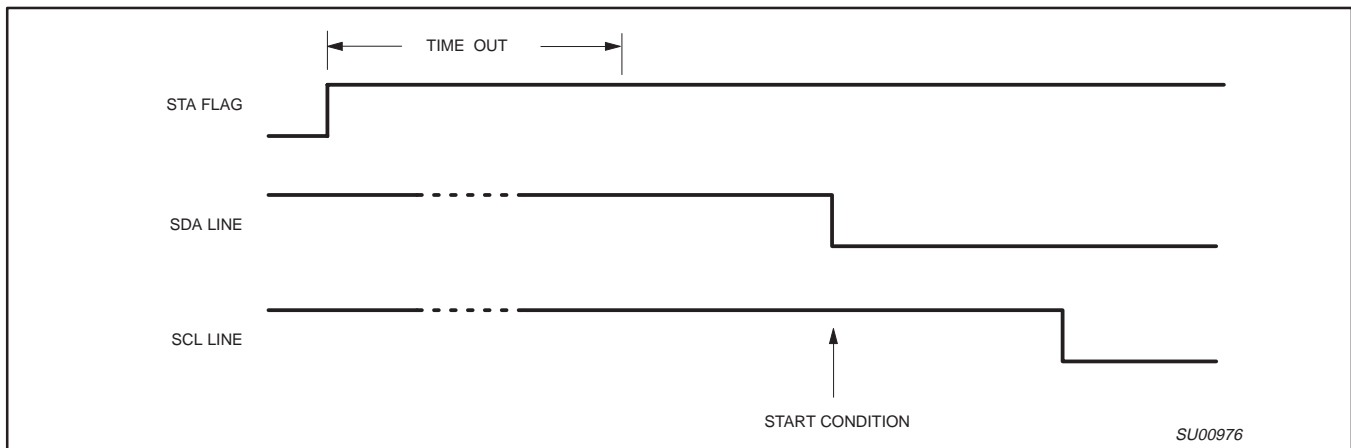 TIME OUT
STA FLAG
SDA LINE
SCL LINE
START CONDITION
SU00976